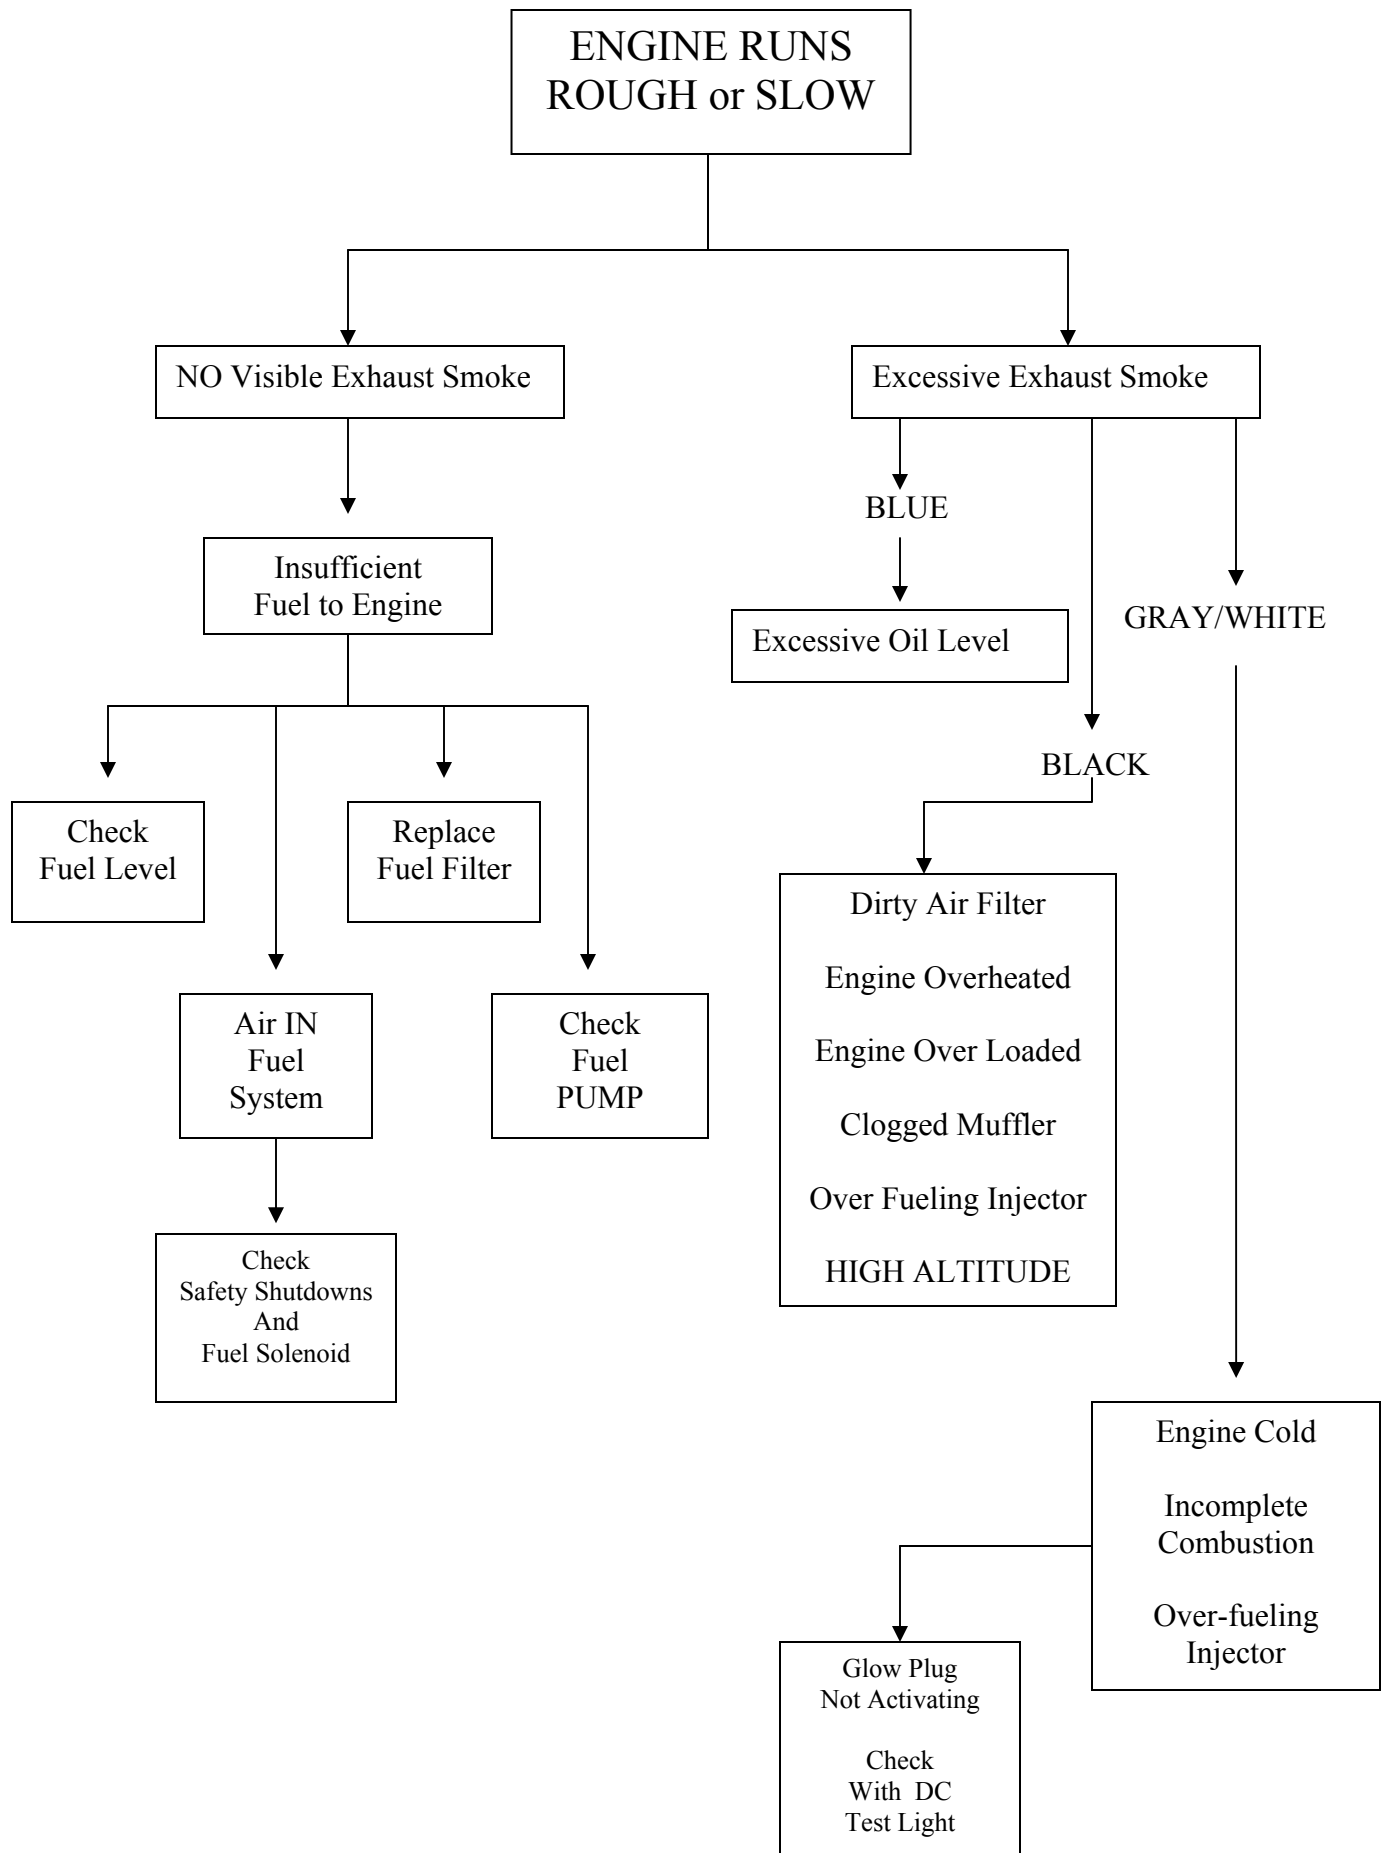 ENGINE RUNS
ROUGH or SLOW
NO Visible Exhaust Smoke
Excessive Exhaust Smoke
BLUE
Insufficient
Fuel to Engine
GRAY/WHITE
Excessive Oil Level
BLACK
Check
Fuel Level
Replace
Fuel Filter
Dirty Air Filter
Engine Overheated
Engine Over Loaded
Clogged Muffler
Over Fueling Injector
HIGH ALTITUDE
Air IN
Fuel
System
Check
Fuel
PUMP
Check
Safety Shutdowns
And
Fuel Solenoid
Engine Cold
Incomplete
Combustion
Over-fueling
Injector
Glow Plug
Not Activating
Check
With DC
Test Light